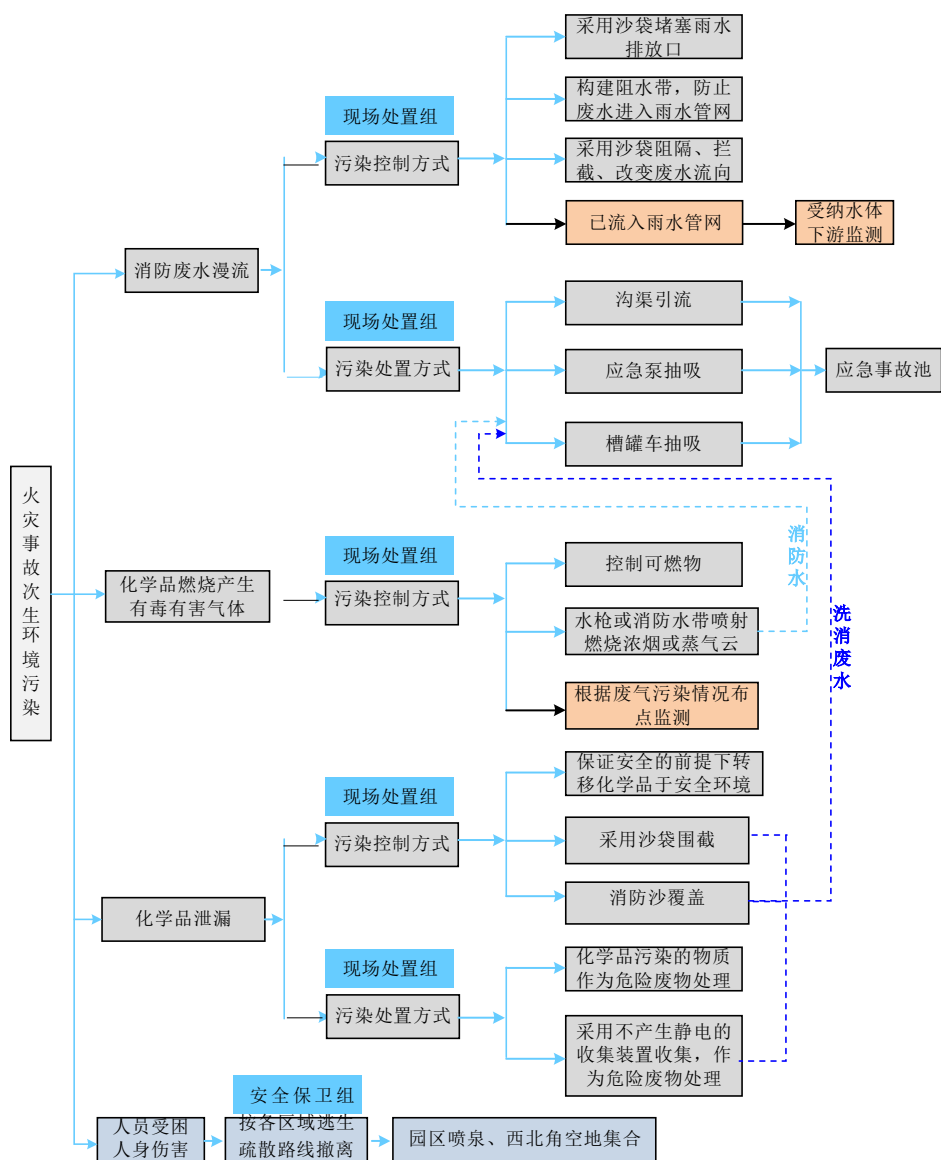 火灾事故次生环境污染
消防废水漫流
现场处置组
污染控制方式
采用沙袋堵塞雨水
排放口
构建阻水带，防止
废水进入雨水管网
采用沙袋阻隔、拦
截、改变废水流向
已流入雨水管网
受纳水体
下游监测
现场处置组
污染处置方式
沟渠引流
应急泵抽吸
槽罐车抽吸
应急事故池
消防水
洗消废水
化学品燃烧产生
有毒有害气体
现场处置组
污染控制方式
控制可燃物
水枪或消防水带喷射
燃烧浓烟或蒸气云
根据废气污染情况布
点监测
化学品泄漏
现场处置组
污染控制方式
保证安全的前提下转
移化学品于安全环境
采用沙袋围截
消防沙覆盖
现场处置组
污染处置方式
化学品污染的物质
作为危险废物处理
采用不产生静电的
收集装置收集，作
为危险废物处理
人员受困
人身伤害
安全保卫组
按各区域逃生
疏散路线撤离
园区喷泉、西北角空地集合